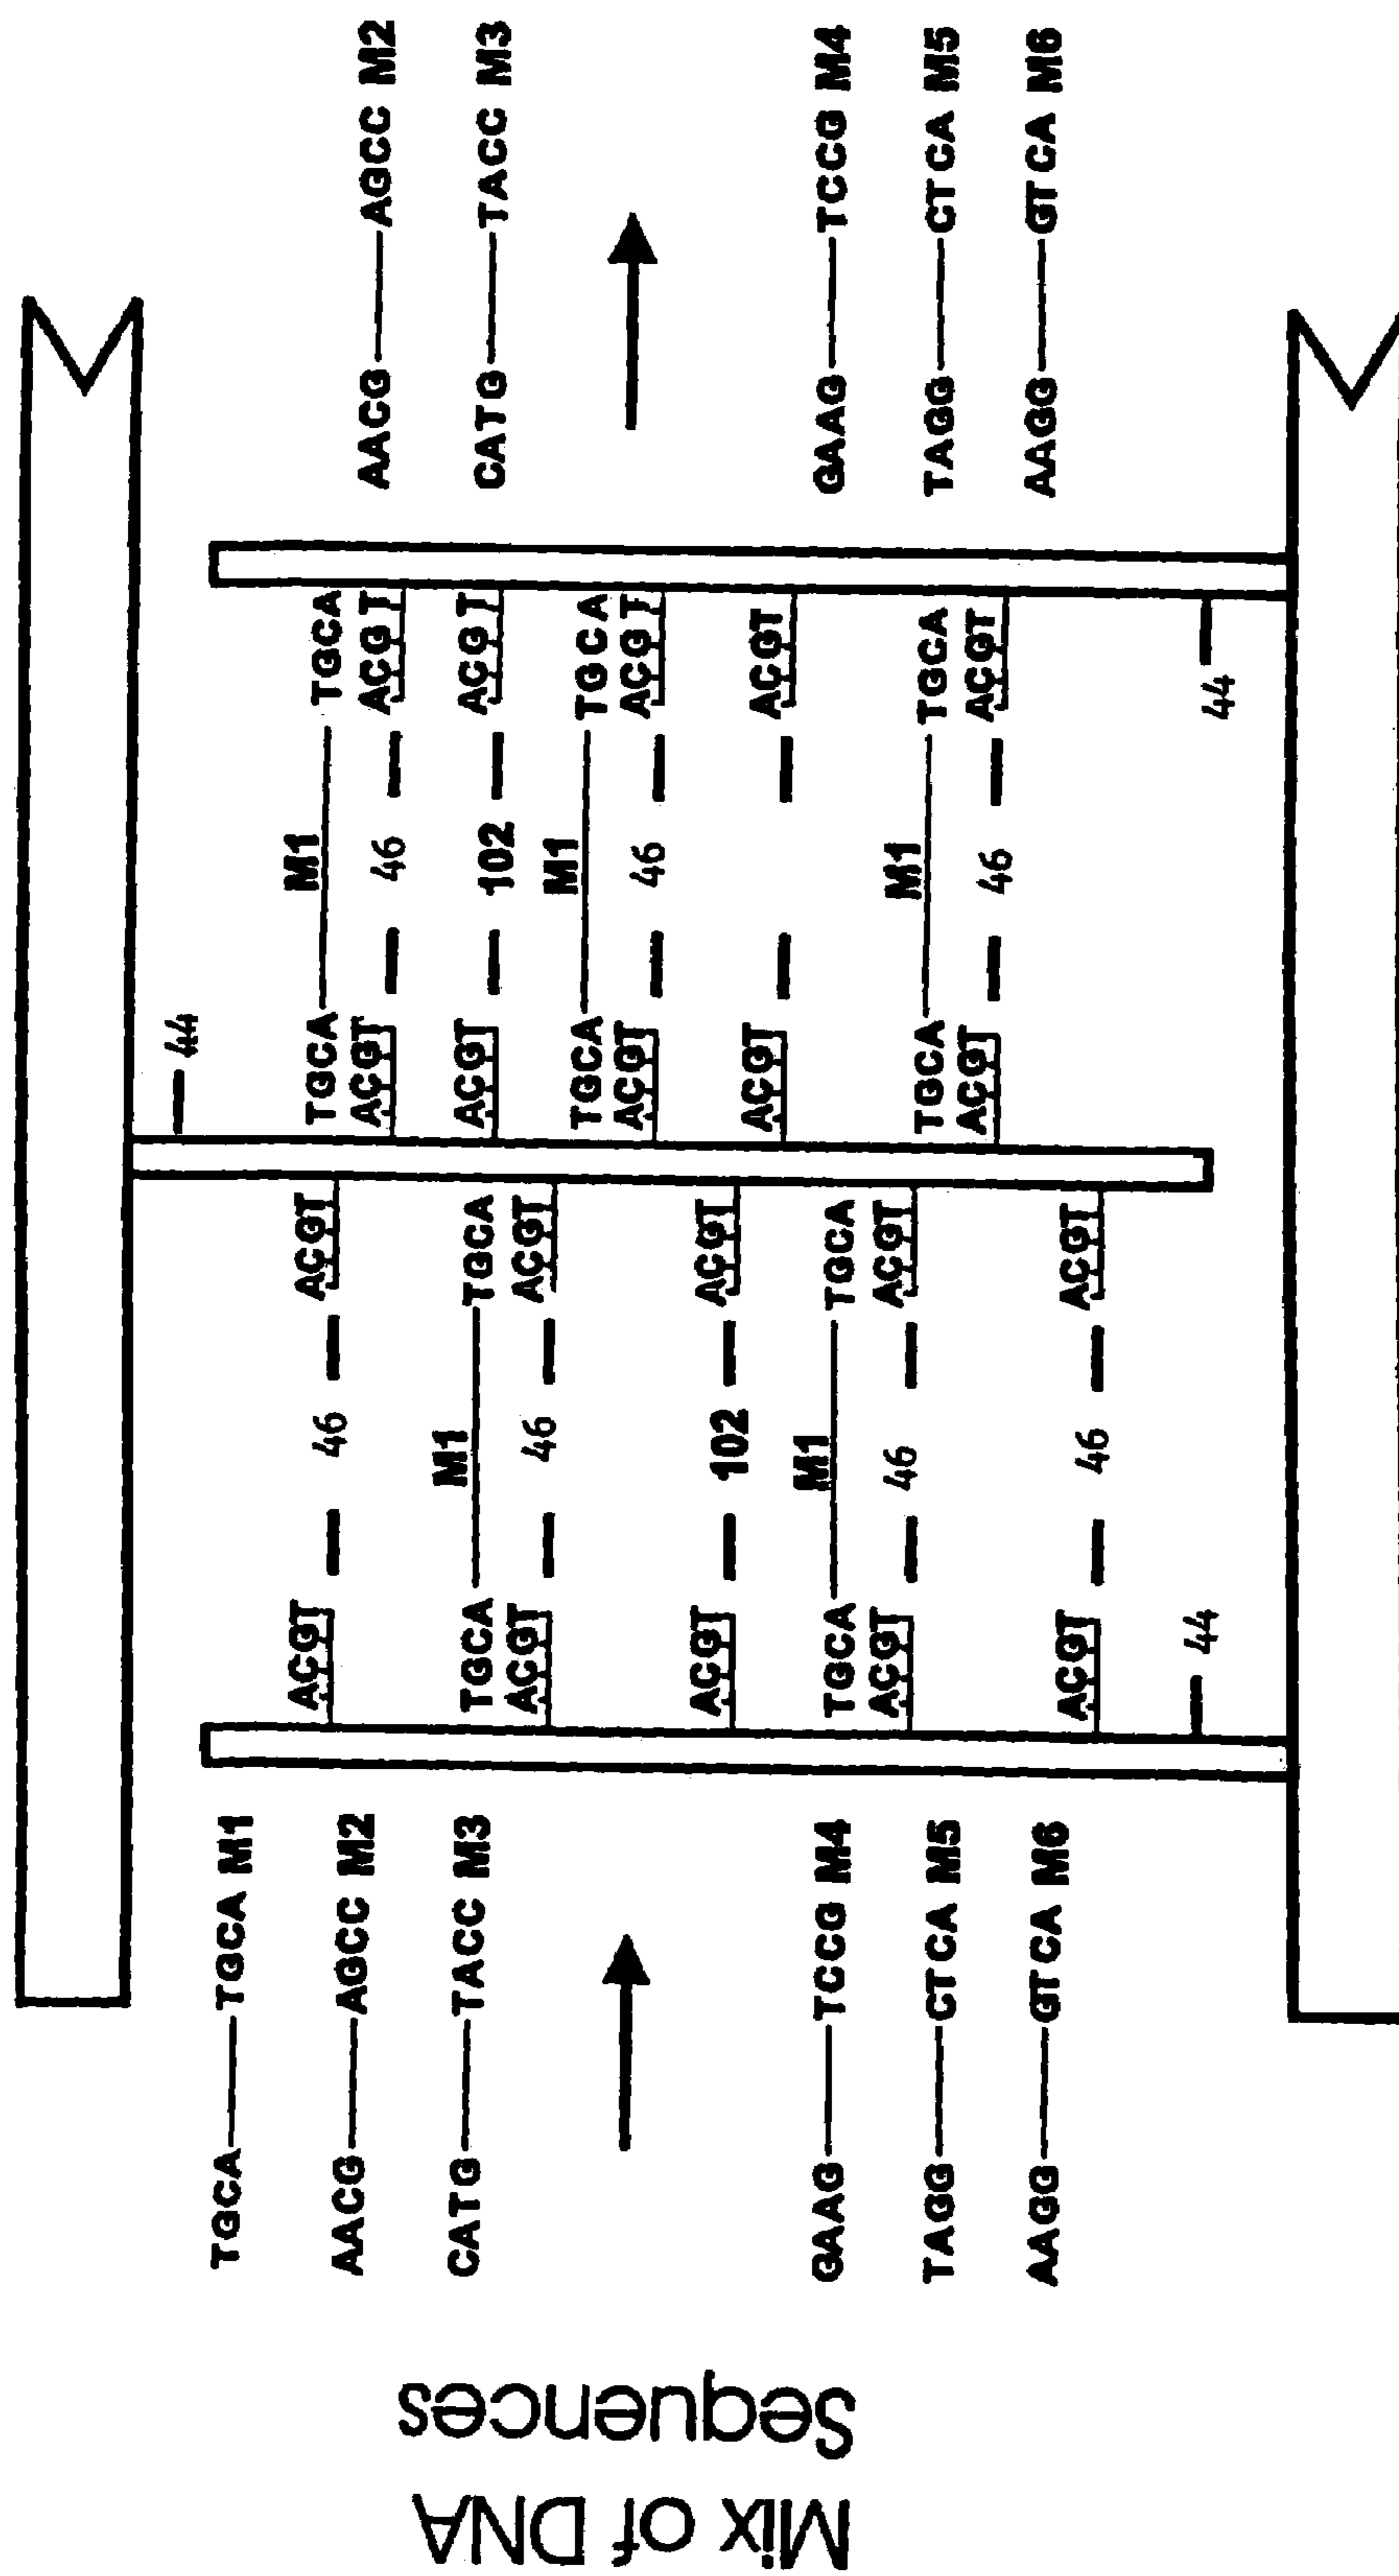 Mix of DNA
Sequences
TGCA—TGCA M1
AACG—AGCC M2
CATG—TACC M3
GAAG—TCCG M4
TAGG—CTCA M5
AAGG—GTCA M6
ACGT — 46 — ACGT
M1
TGCA—TGCA
ACGT — 46 — ACGT
ACGT — 102 — ACGT
M1
TGCA—TGCA
ACGT — 46 — ACGT
ACGT — 46 — ACGT
44
44
M1
TGCA—TGCA
ACGT — 46 — ACGT
ACGT — 102 — ACGT
M1
TGCA—TGCA
ACGT — 46 — ACGT
ACGT — — ACGT
M1
TGCA—TGCA
ACGT — 46 — ACGT
44
AACG—AGCC M2
CATG—TACC M3
GAAG—TCCG M4
TAGG—CTCA M5
AAGG—GTCA M6